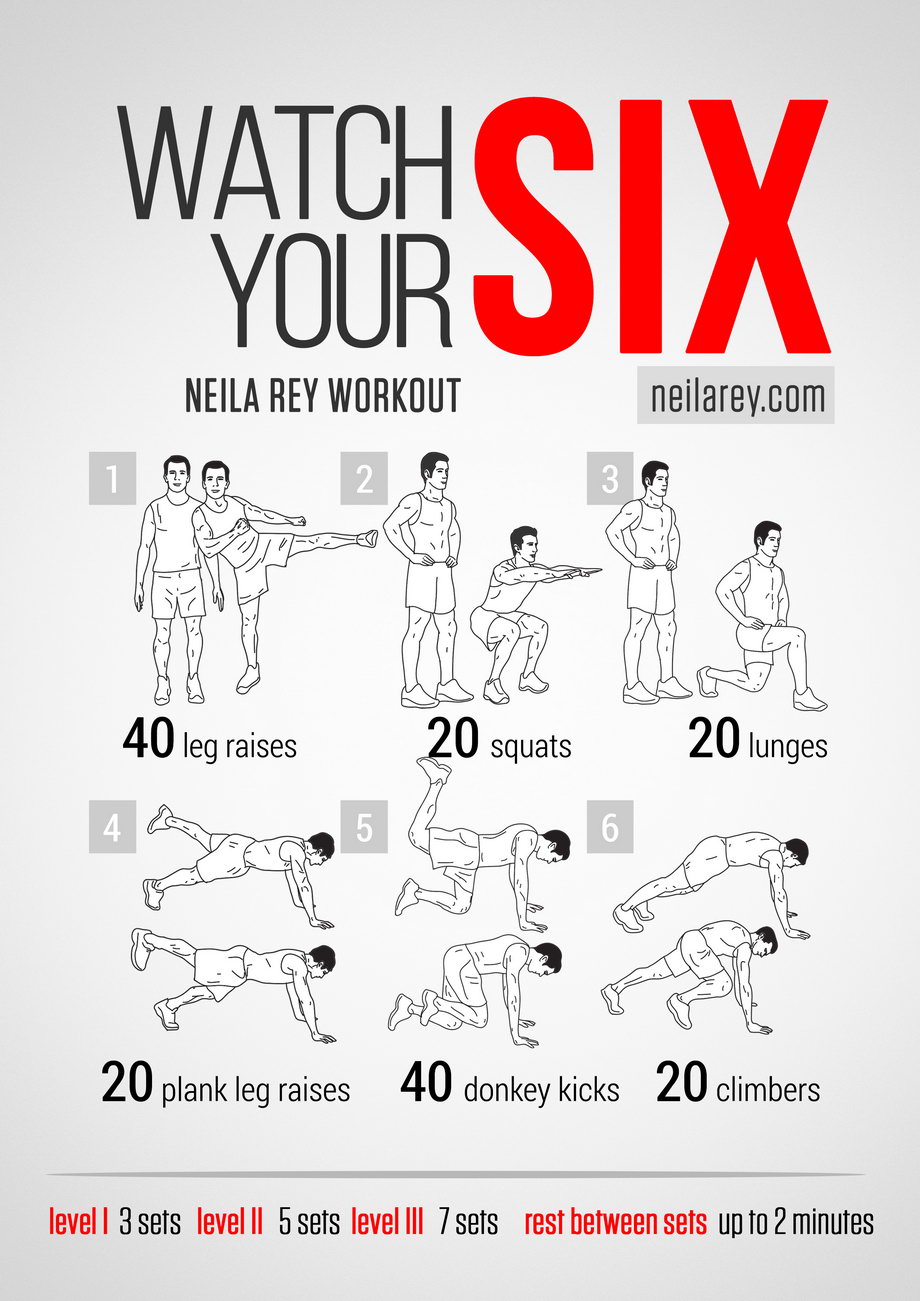 WATCH
YOUR
SIX
NEILA REY WORKOUT
neilarey.com
1
2
3
40 leg raises
20 squats
20 lunges
4
5
6
20 plank leg raises
40 donkey kicks
20 climbers
level I 3 sets level II 5 sets level III 7 sets rest between sets up to 2 minutes